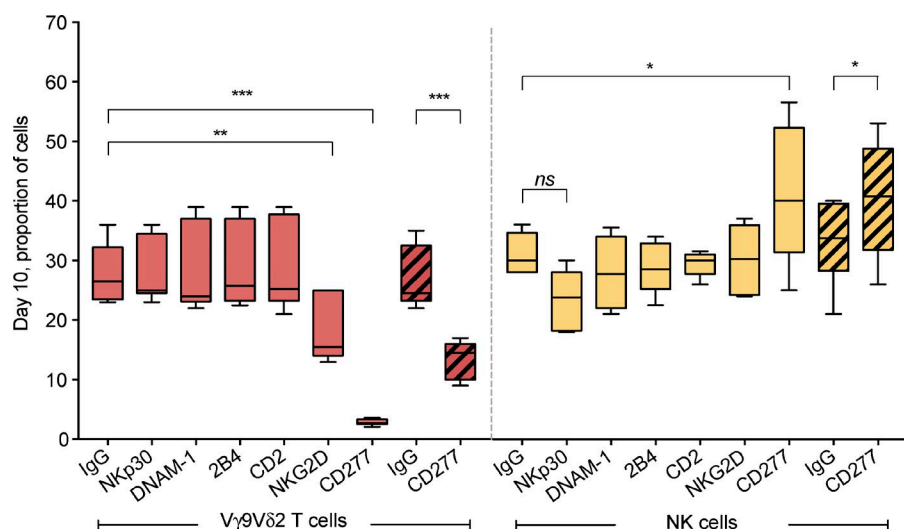 70
60
50
40
30
20
10
0
Day 10, proportion of cells
***
**
***
*
*
ns
IgG
NKp30
DNAM-1
2B4
CD2
NKG2D
CD277
IgG
CD277
IgG
NKp30
DNAM-1
2B4
CD2
NKG2D
CD277
IgG
CD277
Vγ9Vδ2 T cells
NK cells